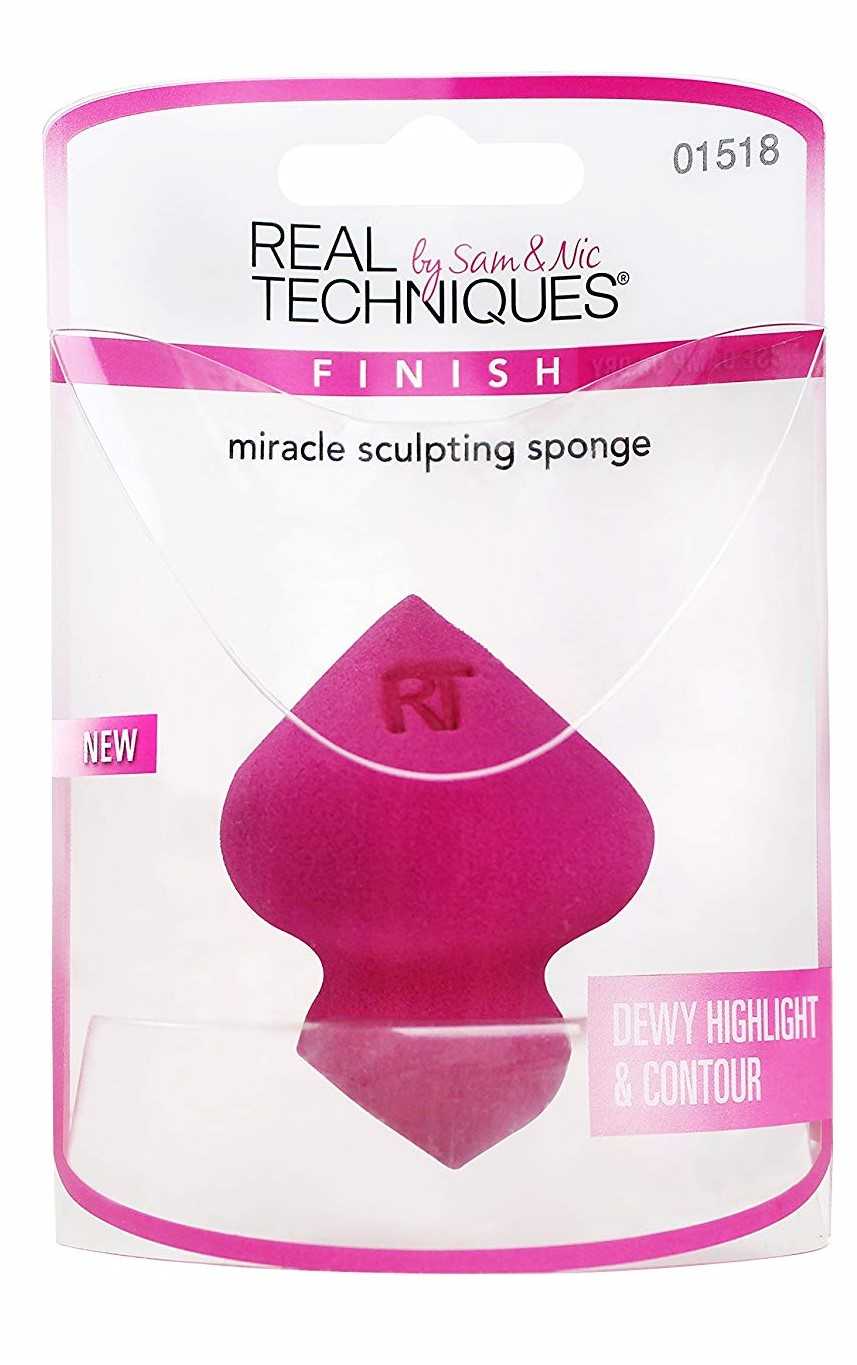 01518
REAL by Sam & Nic
TECHNIQUES®
FINISH
miracle sculpting sponge
RT
NEW
DEWY HIGHLIGHT
& CONTOUR